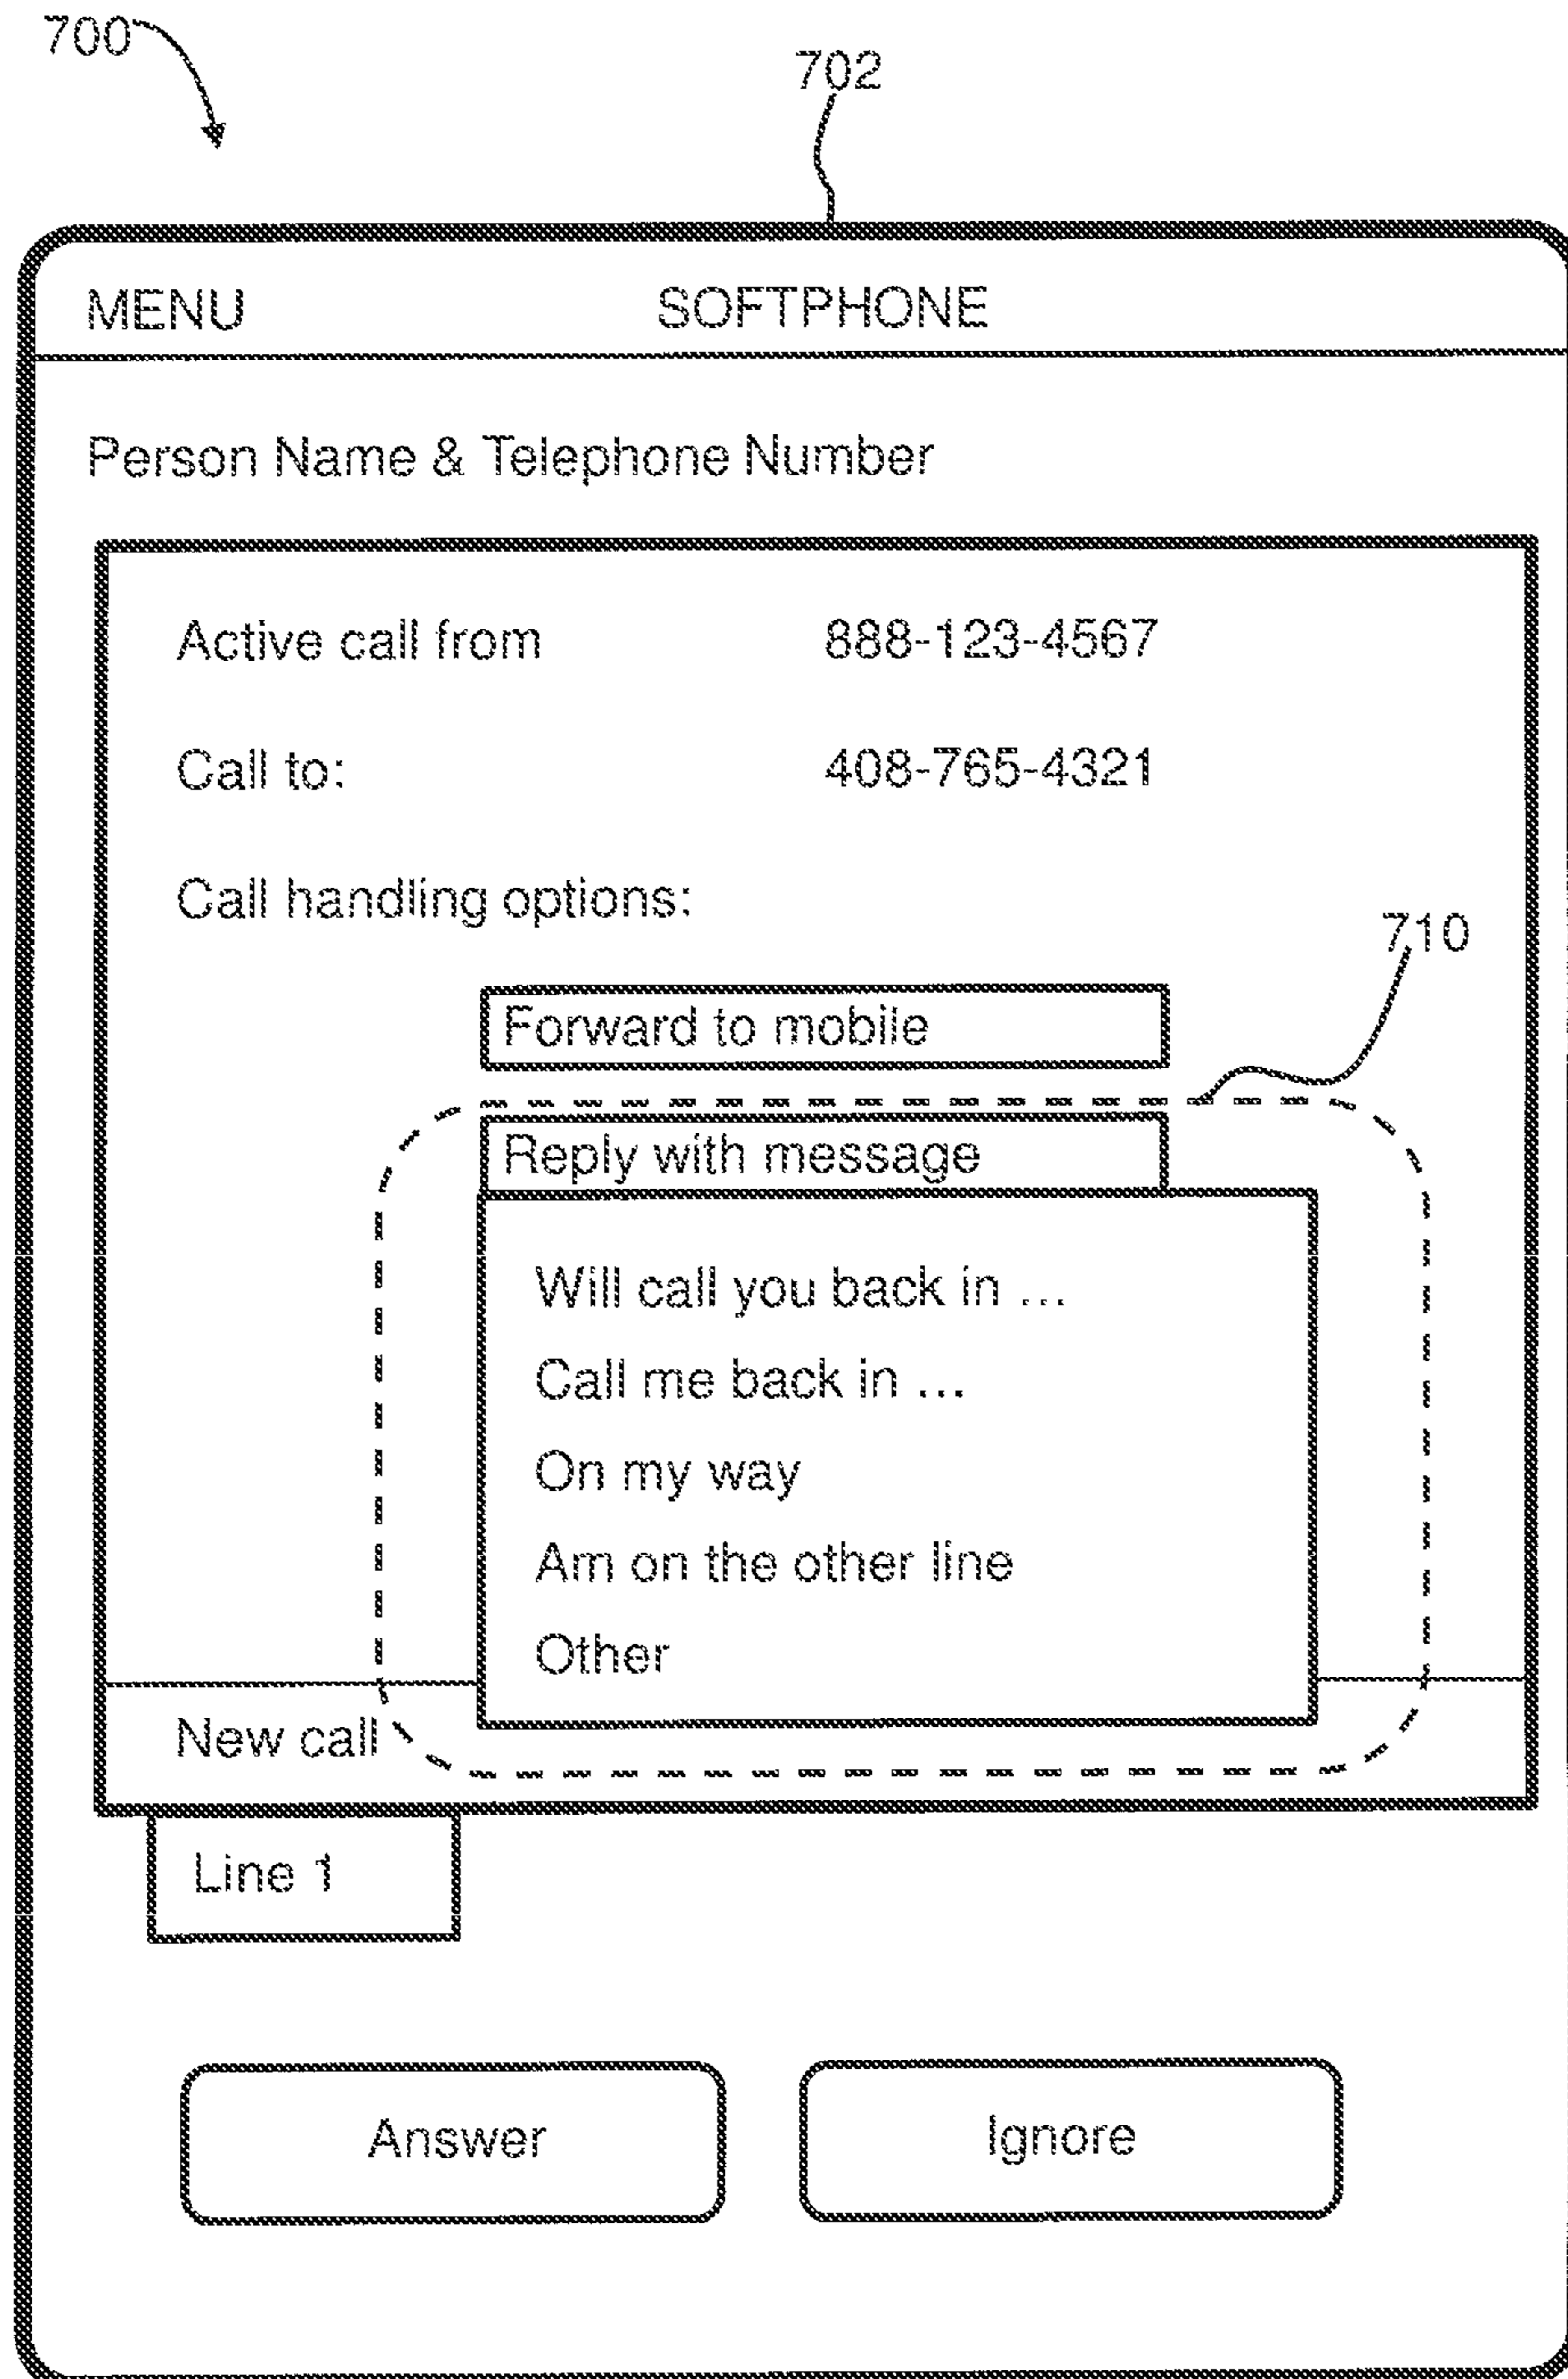 700
702
MENU SOFTPHONE
Person Name & Telephone Number
Active call from 888-123-4567
Call to: 408-765-4321
Call handling options:
710
Forward to mobile
Reply with message
Will call you back in ...
Call me back in ...
On my way
Am on the other line
Other
New call
Line 1
Answer Ignore